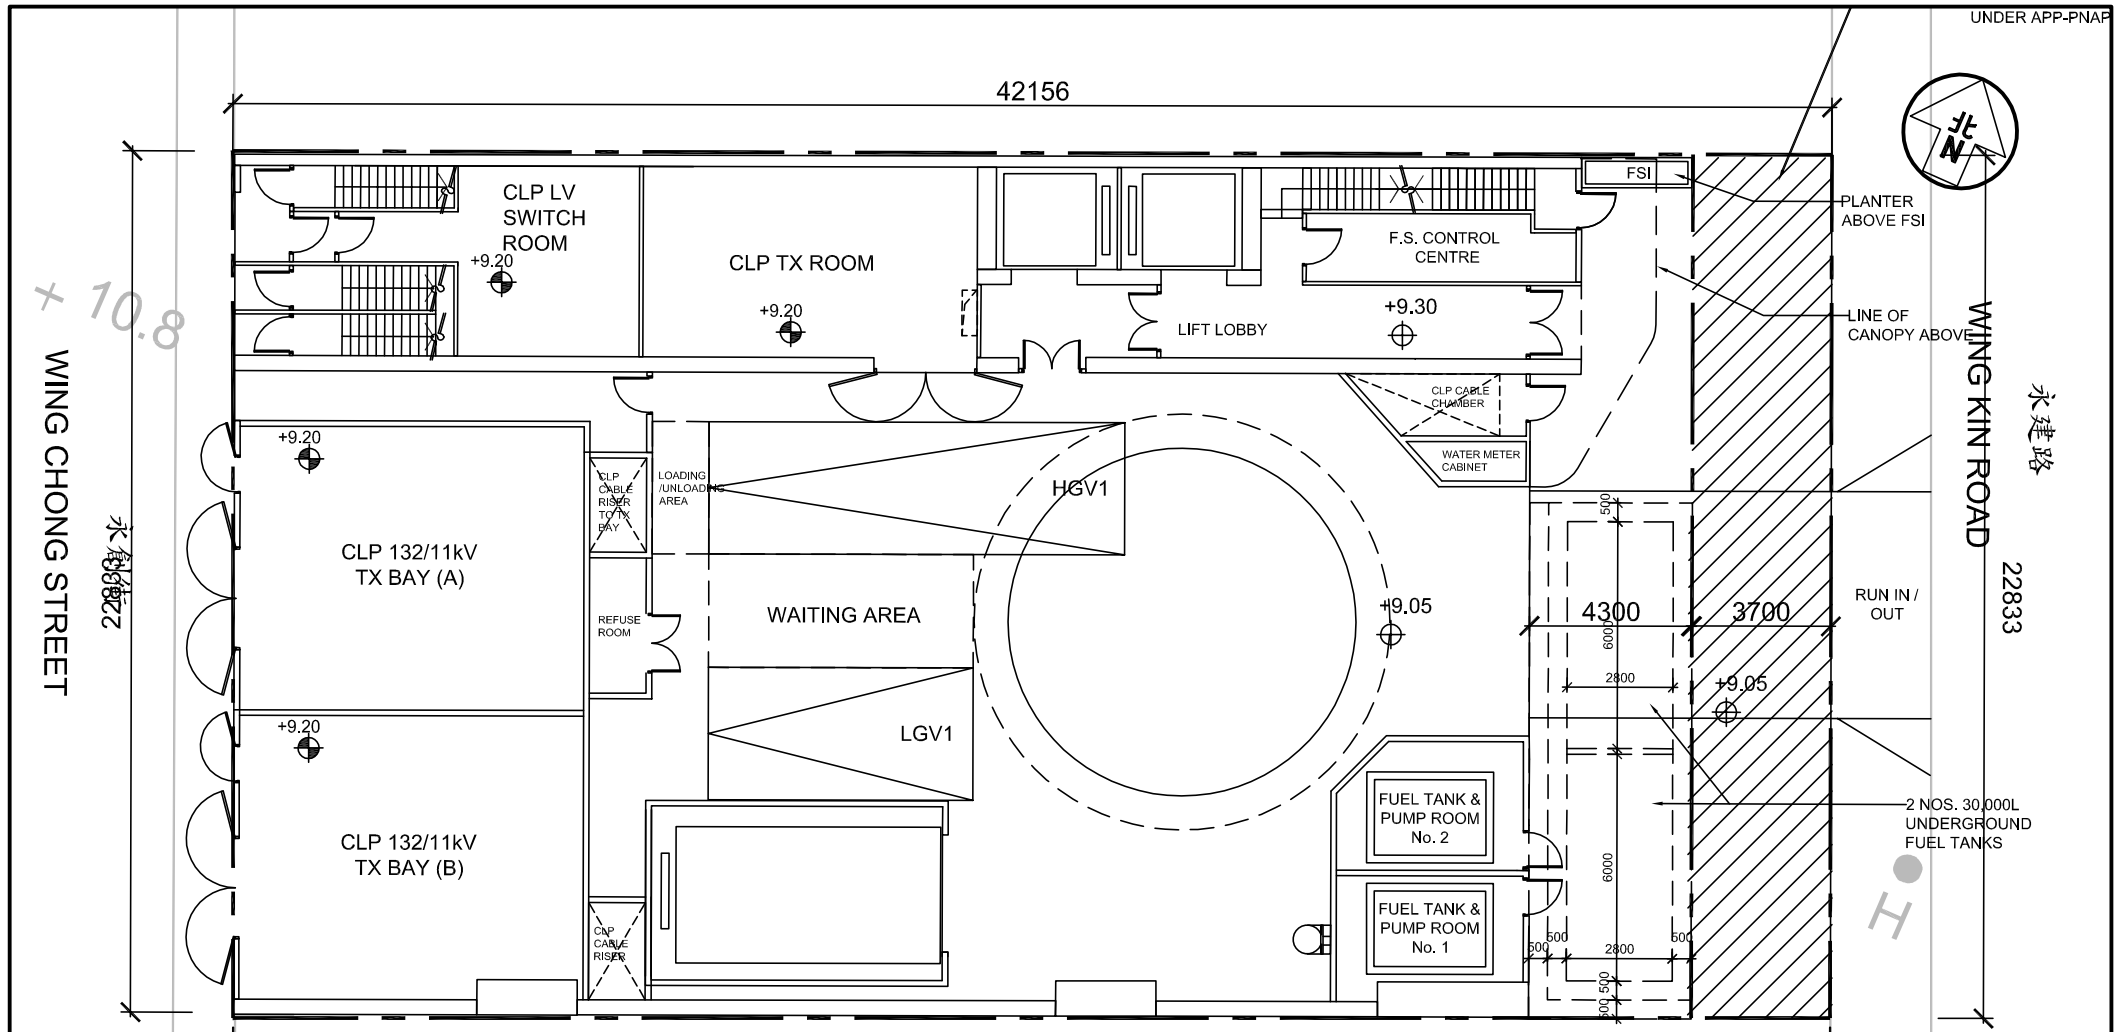 UNDER APP-PNAP
42156
北
N
FSI
PLANTER
ABOVE FSI
CLP LV
SWITCH
ROOM
+9.20
CLP TX ROOM
+9.20
F.S. CONTROL
CENTRE
+9.30
LIFT LOBBY
LINE OF
CANOPY ABOVE
+ 10.8
WING CHONG STREET
22833
WING KIN ROAD
永建路
22833
CLP CABLE
CHAMBER
WATER METER
CABINET
+9.20
CLP 132/11kV
TX BAY (A)
CLP
CABLE
RISER
TO TX
BAY
LOADING
/UNLOADING
AREA
HGV1
WAITING AREA
REFUSE
ROOM
+9.05
500
4300
3700
6000
2800
RUN IN /
OUT
+9.05
+9.20
LGV1
CLP 132/11kV
TX BAY (B)
FUEL TANK &
PUMP ROOM
No. 2
FUEL TANK &
PUMP ROOM
No. 1
2 NOS. 30,000L
UNDERGROUND
FUEL TANKS
6000
CLP
CABLE
RISER
500
500
2800
500
500
500
H